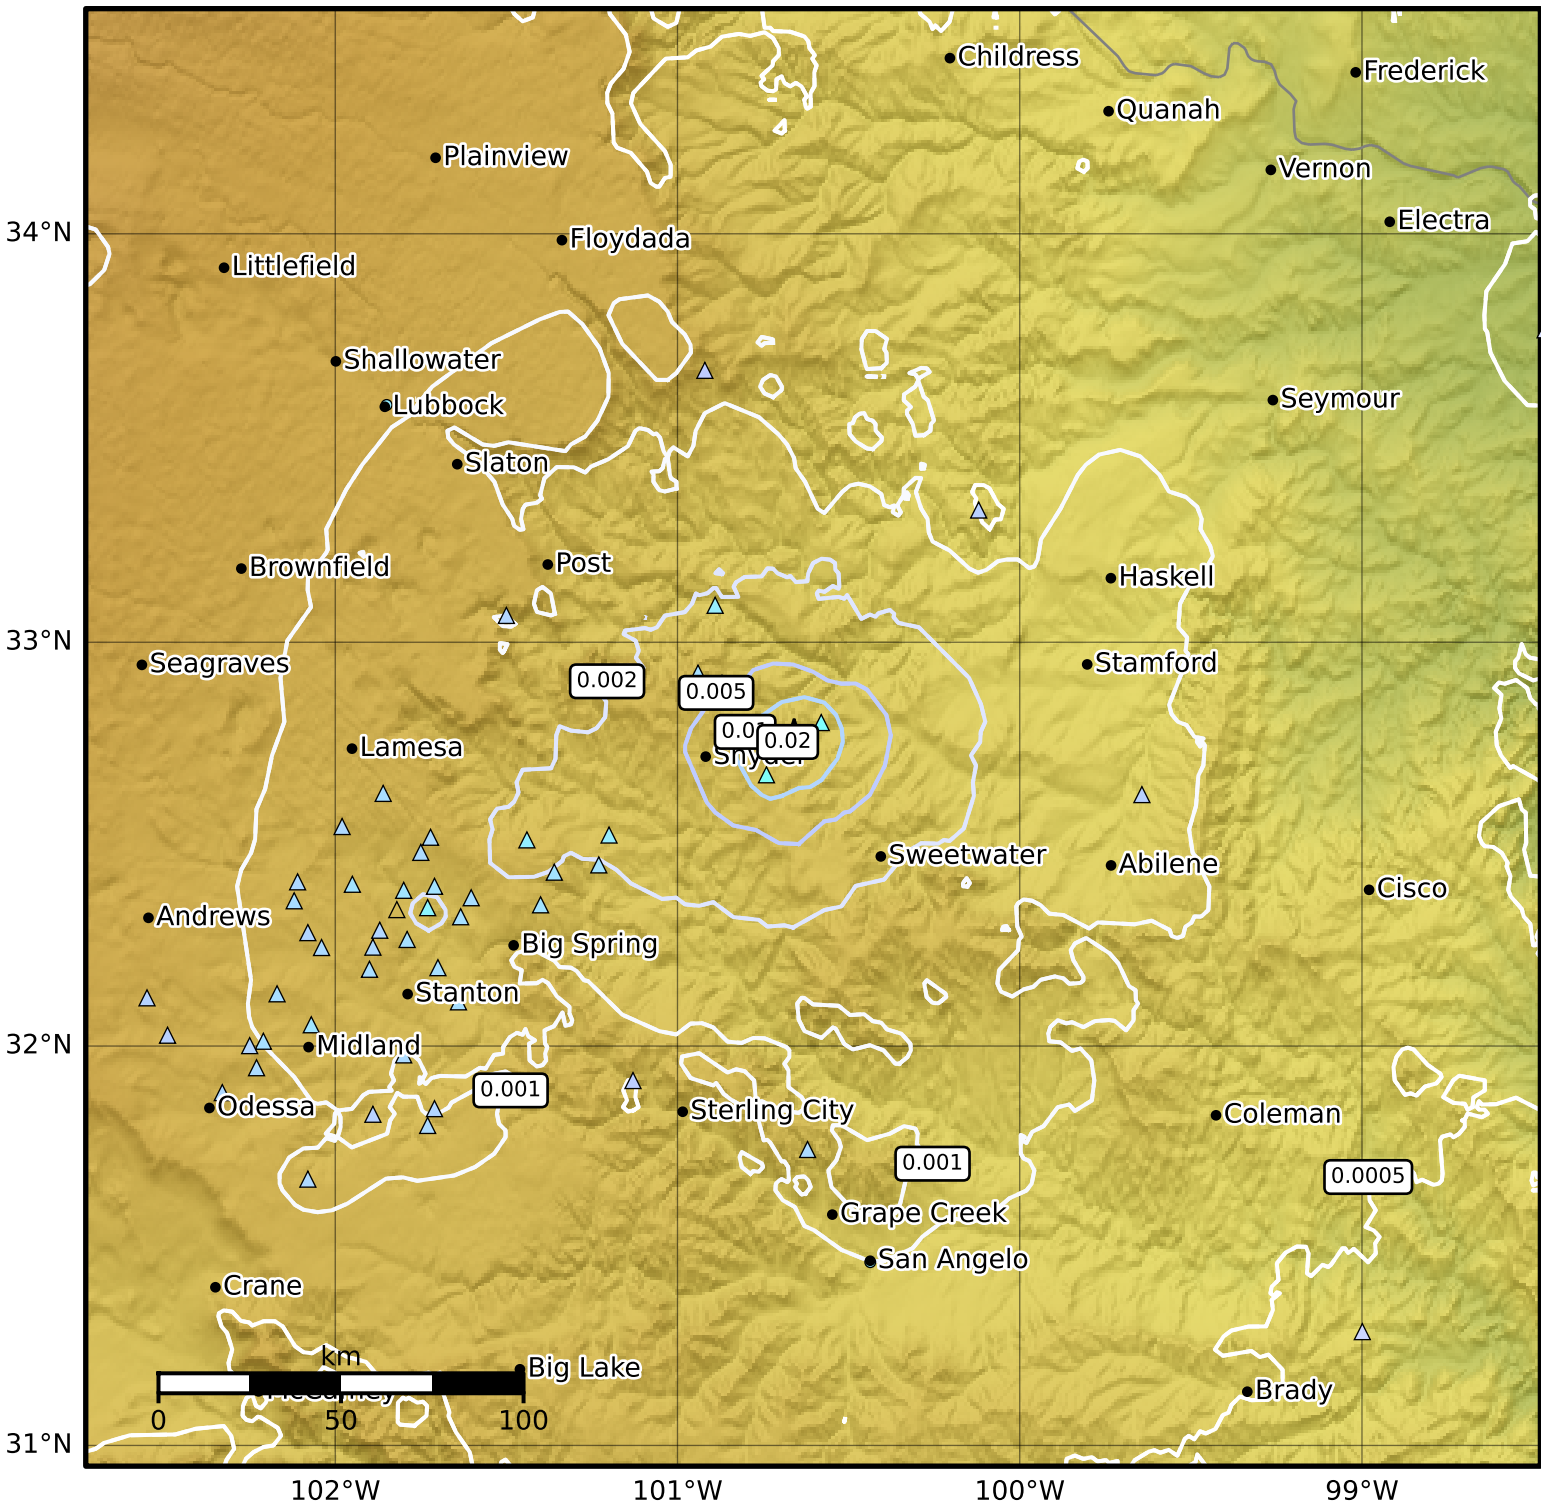 Childress
Frederick
Quanah
Plainview
Vernon
Electra
34°N
Floydada
Littlefield
Shallowater
Lubbock
Seymour
Slaton
Brownfield
Post
Haskell
33°N
Seagraves
Stamford
0.002
0.005
0.02
Snyder
Lamesa
Sweetwater
Abilene
Cisco
Andrews
Big Spring
Stanton
32°N
Midland
0.001
Odessa
Sterling City
Coleman
0.001
0.0005
Grape Creek
San Angelo
Crane
km
Big Lake
McCamey
Brady
0 50 100
31°N
102°W 101°W 100°W 99°W